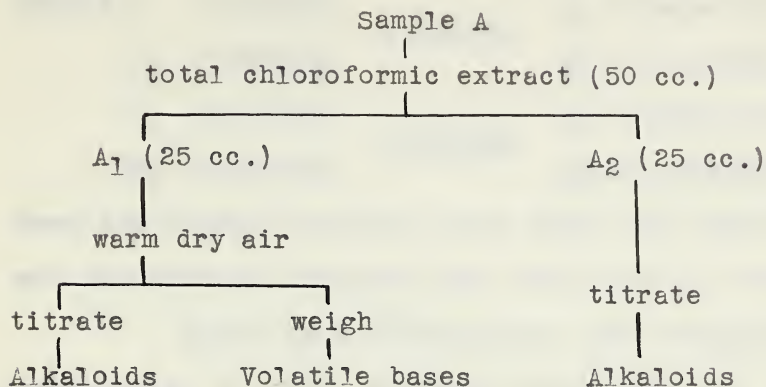 Sample A
total chloroformic extract (50 cc.)
A1 (25 cc.) A2 (25 cc.)
warm dry air
titrate
titrate weigh
Alkaloids Volatile bases Alkaloids